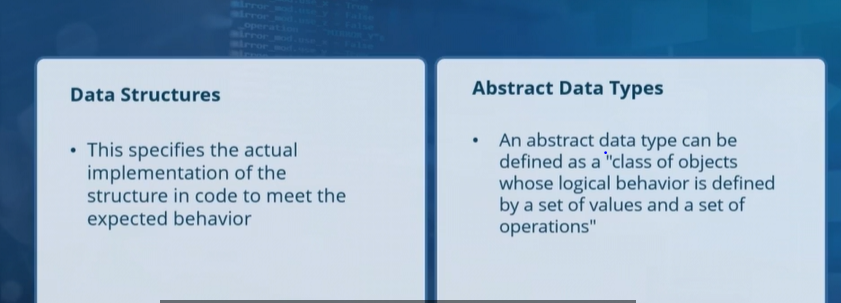 Data Structures
• This specifies the actual
implementation of the
structure in code to meet the
expected behavior
Abstract Data Types
• An abstract data type can be
defined as a "class of objects
whose logical behavior is defined
by a set of values and a set of
operations"